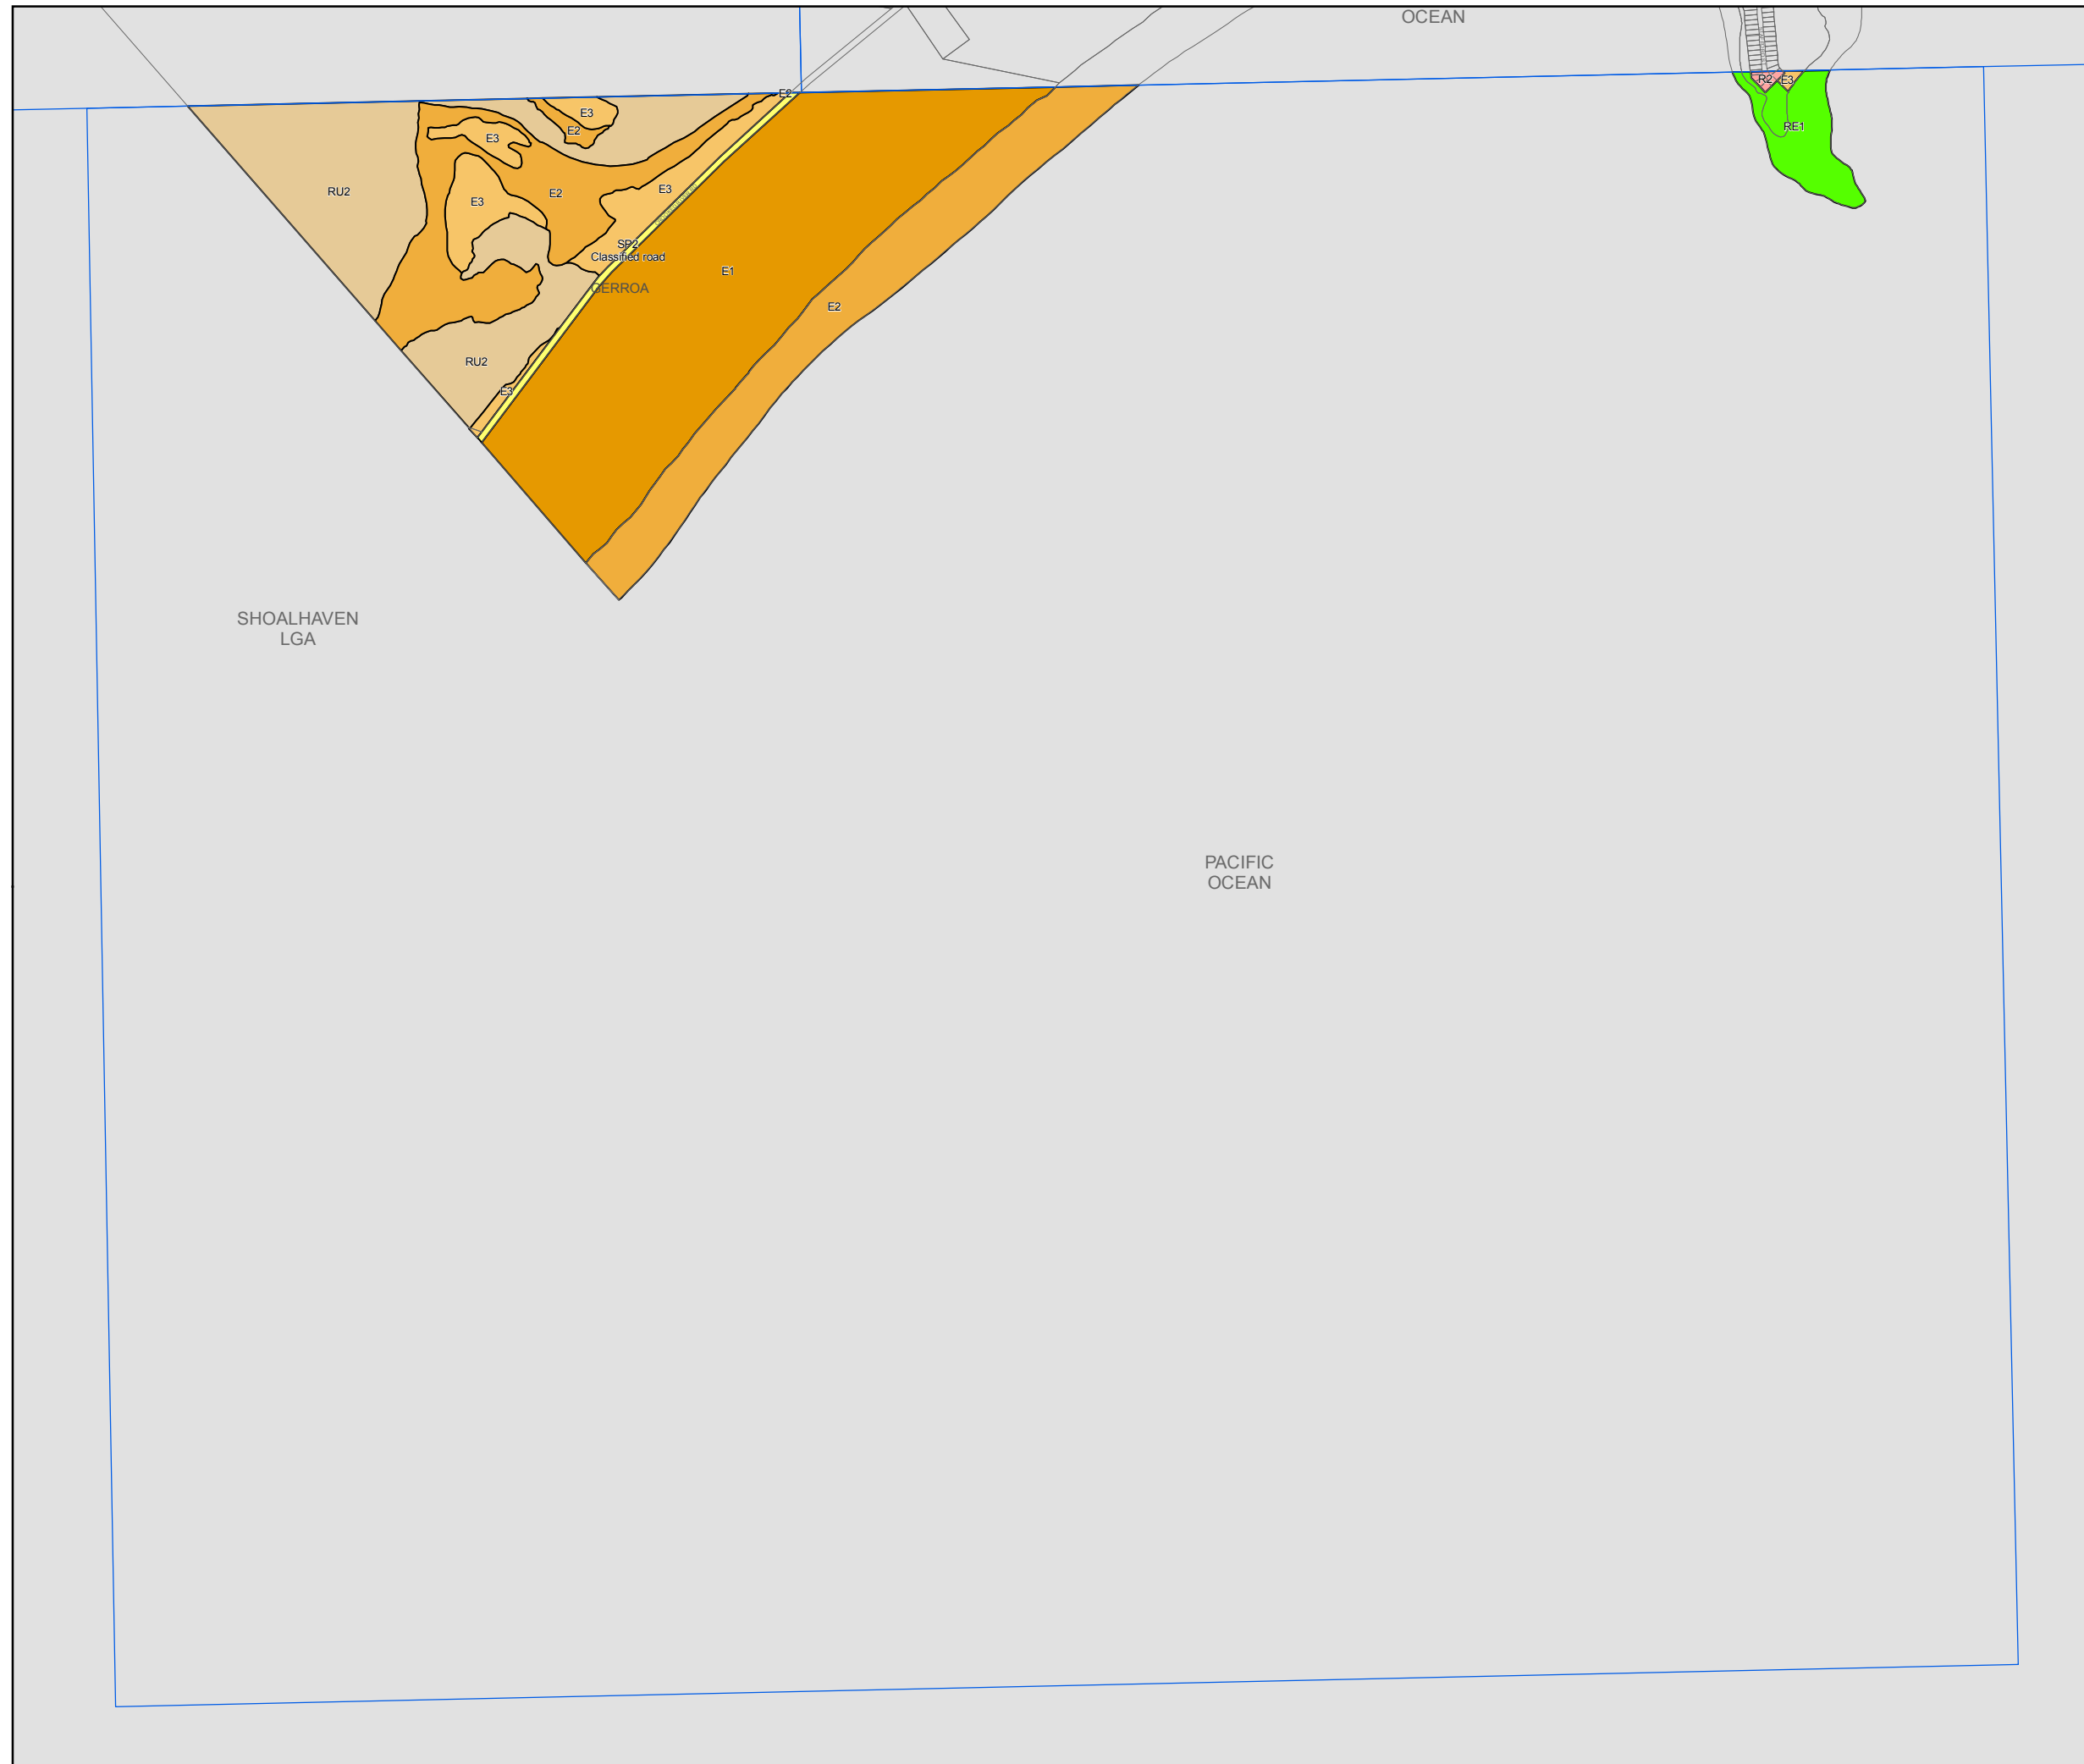 OCEAN
R2
E3
E2
E3
RE1
E2
E3
RU2
E3
E2
E3
SP2
Classified road
E1
GERROA
E2
RU2
E3
SHOALHAVEN
LGA
PACIFIC
OCEAN